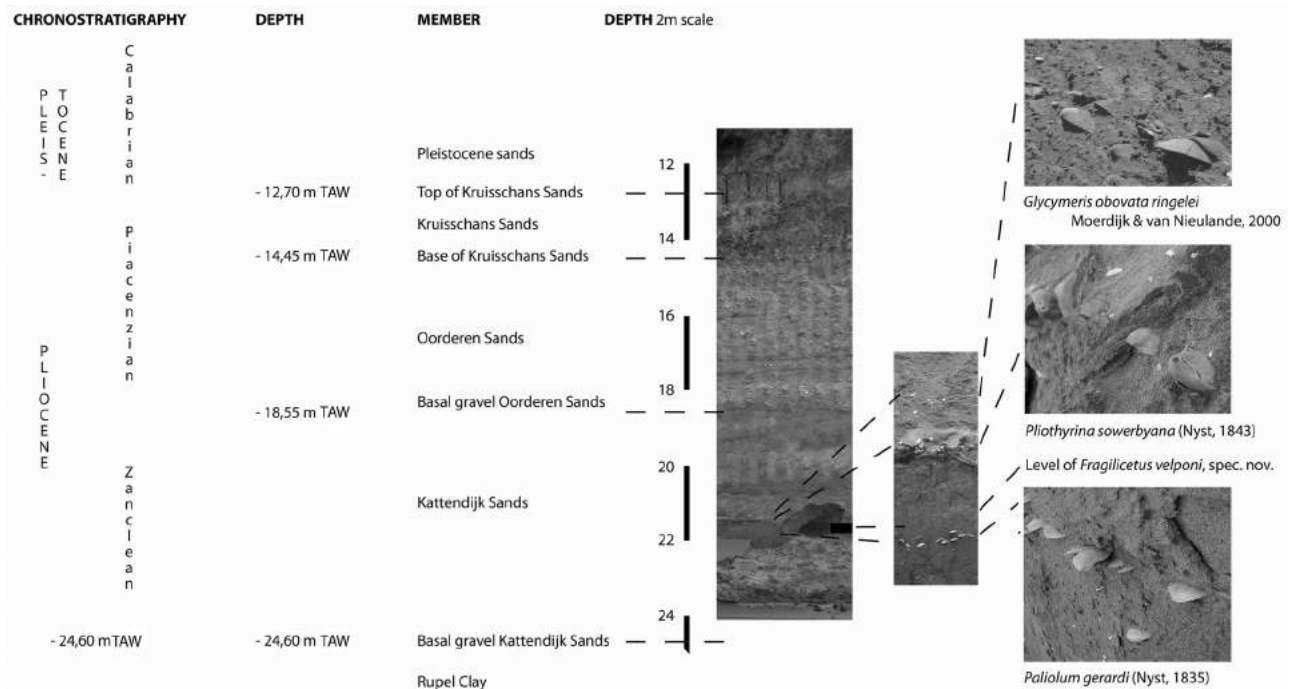 CHRONOSTRATIGRAPHY DEPTH MEMBER DEPTH 2m scale
PLEIS-
TOCENE
Calabrian
Piacenzian
PLIOCENE
Zanclean
Pleistocene sands
- 12,70 m TAW Top of Kruisschans Sands
Kruisschans Sands
- 14,45 m TAW Base of Kruisschans Sands
Oorderen Sands
Basal gravel Oorderen Sands
- 18,55 m TAW
Kattendijk Sands
- 24,60 mTAW - 24,60 m TAW Basal gravel Kattendijk Sands
Rupel Clay
12
14
16
18
20
22
24
Glycymeris obovata ringelei
Moerdijk & van Nieulande, 2000
Pliothyrina sowerbyana (Nyst, 1843)
Level of Fragilicetus velponi, spec. nov.
Paliolum gerardi (Nyst, 1835)